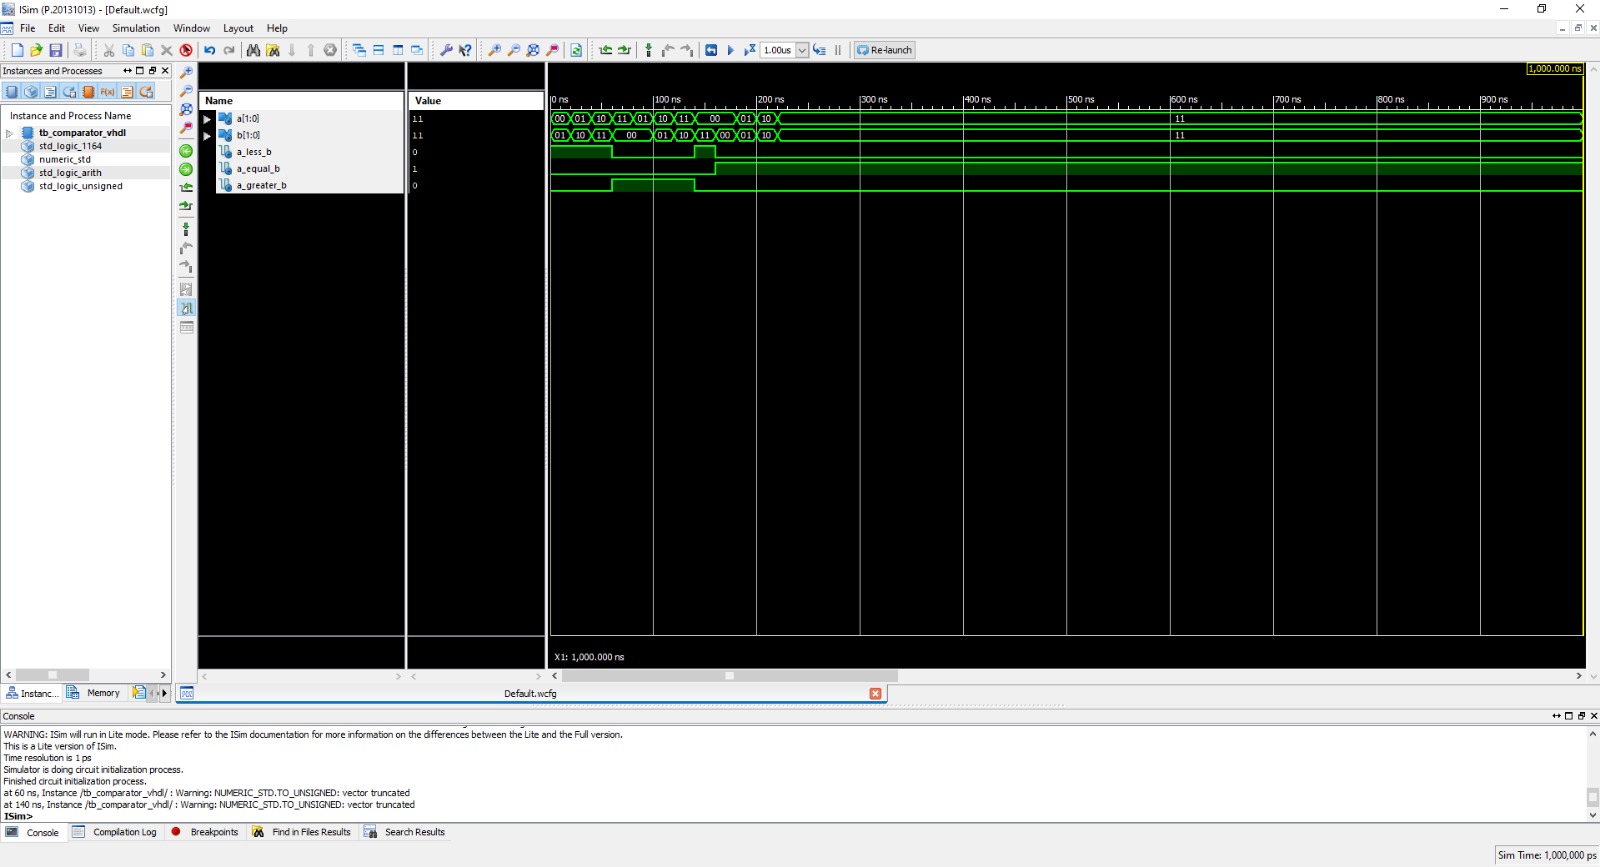 ISim (P.20131013) - [Default.wcfg]
File Edit View Simulation Window Layout Help
1.00us Re-launch
Instances and Processes
Instance and Process Name
tb_comparator_vhdl
std_logic_1164
numeric_std
std_logic_arith
std_logic_unsigned
Name Value
1,000.000 ns
0 ns 100 ns 200 ns 300 ns 400 ns 500 ns 600 ns 700 ns 800 ns 900 ns
a[1:0] 11 00 01 10 11 01 10 11 00 01 10 11
b[1:0] 11 01 10 11 00 01 10 11 00 01 10 11
a_less_b 0
a_equal_b 1
a_greater_b 0
X1: 1,000.000 ns
Instanc... Memory
Default.wcfg
Console
WARNING: ISim will run in Lite mode. Please refer to the ISim documentation for more information on the differences between the Lite and the Full version.
This is a Lite version of ISim.
Time resolution is 1 ps
Simulator is doing circuit initialization process.
Finished circuit initialization process.
at 60 ns, Instance /tb_comparator_vhdl/ : Warning: NUMERIC_STD.TO_UNSIGNED: vector truncated
at 140 ns, Instance /tb_comparator_vhdl/ : Warning: NUMERIC_STD.TO_UNSIGNED: vector truncated
ISim>
Console Compilation Log Breakpoints Find in Files Results Search Results
Sim Time: 1,000,000 ps